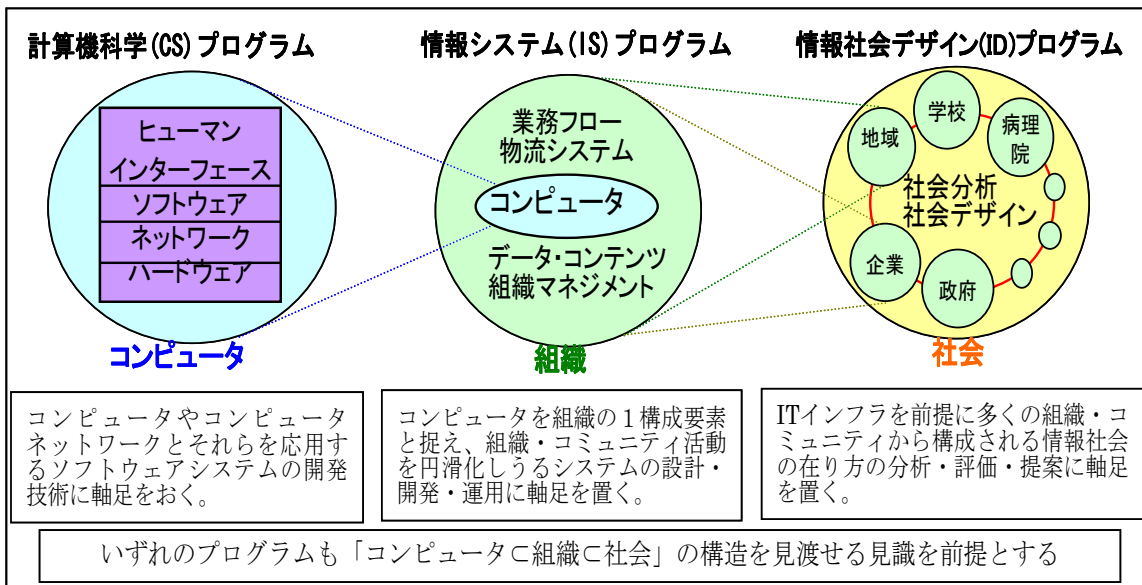 計算機科学(CS)プログラム
ヒューマン
インターフェース
ソフトウェア
ネットワーク
ハードウェア
コンピュータ
情報システム(IS)プログラム
業務フロー
物流システム
コンピュータ
データ・コンテンツ
組織マネジメント
組織
情報社会デザイン(ID)プログラム
学校
地域
病理
院
社会分析
社会デザイン
企業
政府
社会
コンピュータやコンピュータ
ネットワークとそれらを応用す
るソフトウェアシステムの開発
技術に軸足をおく。
コンピュータを組織の１構成要素
と捉え、組織・コミュニティ活動
を円滑化しうるシステムの設計・
開発・運用に軸足を置く。
ITインフラを前提に多くの組織・コ
ミュニティから構成される情報社会
の在り方の分析・評価・提案に軸足
を置く。
いずれのプログラムも「コンピュータ⊂組織⊂社会」の構造を見渡せる見識を前提とする